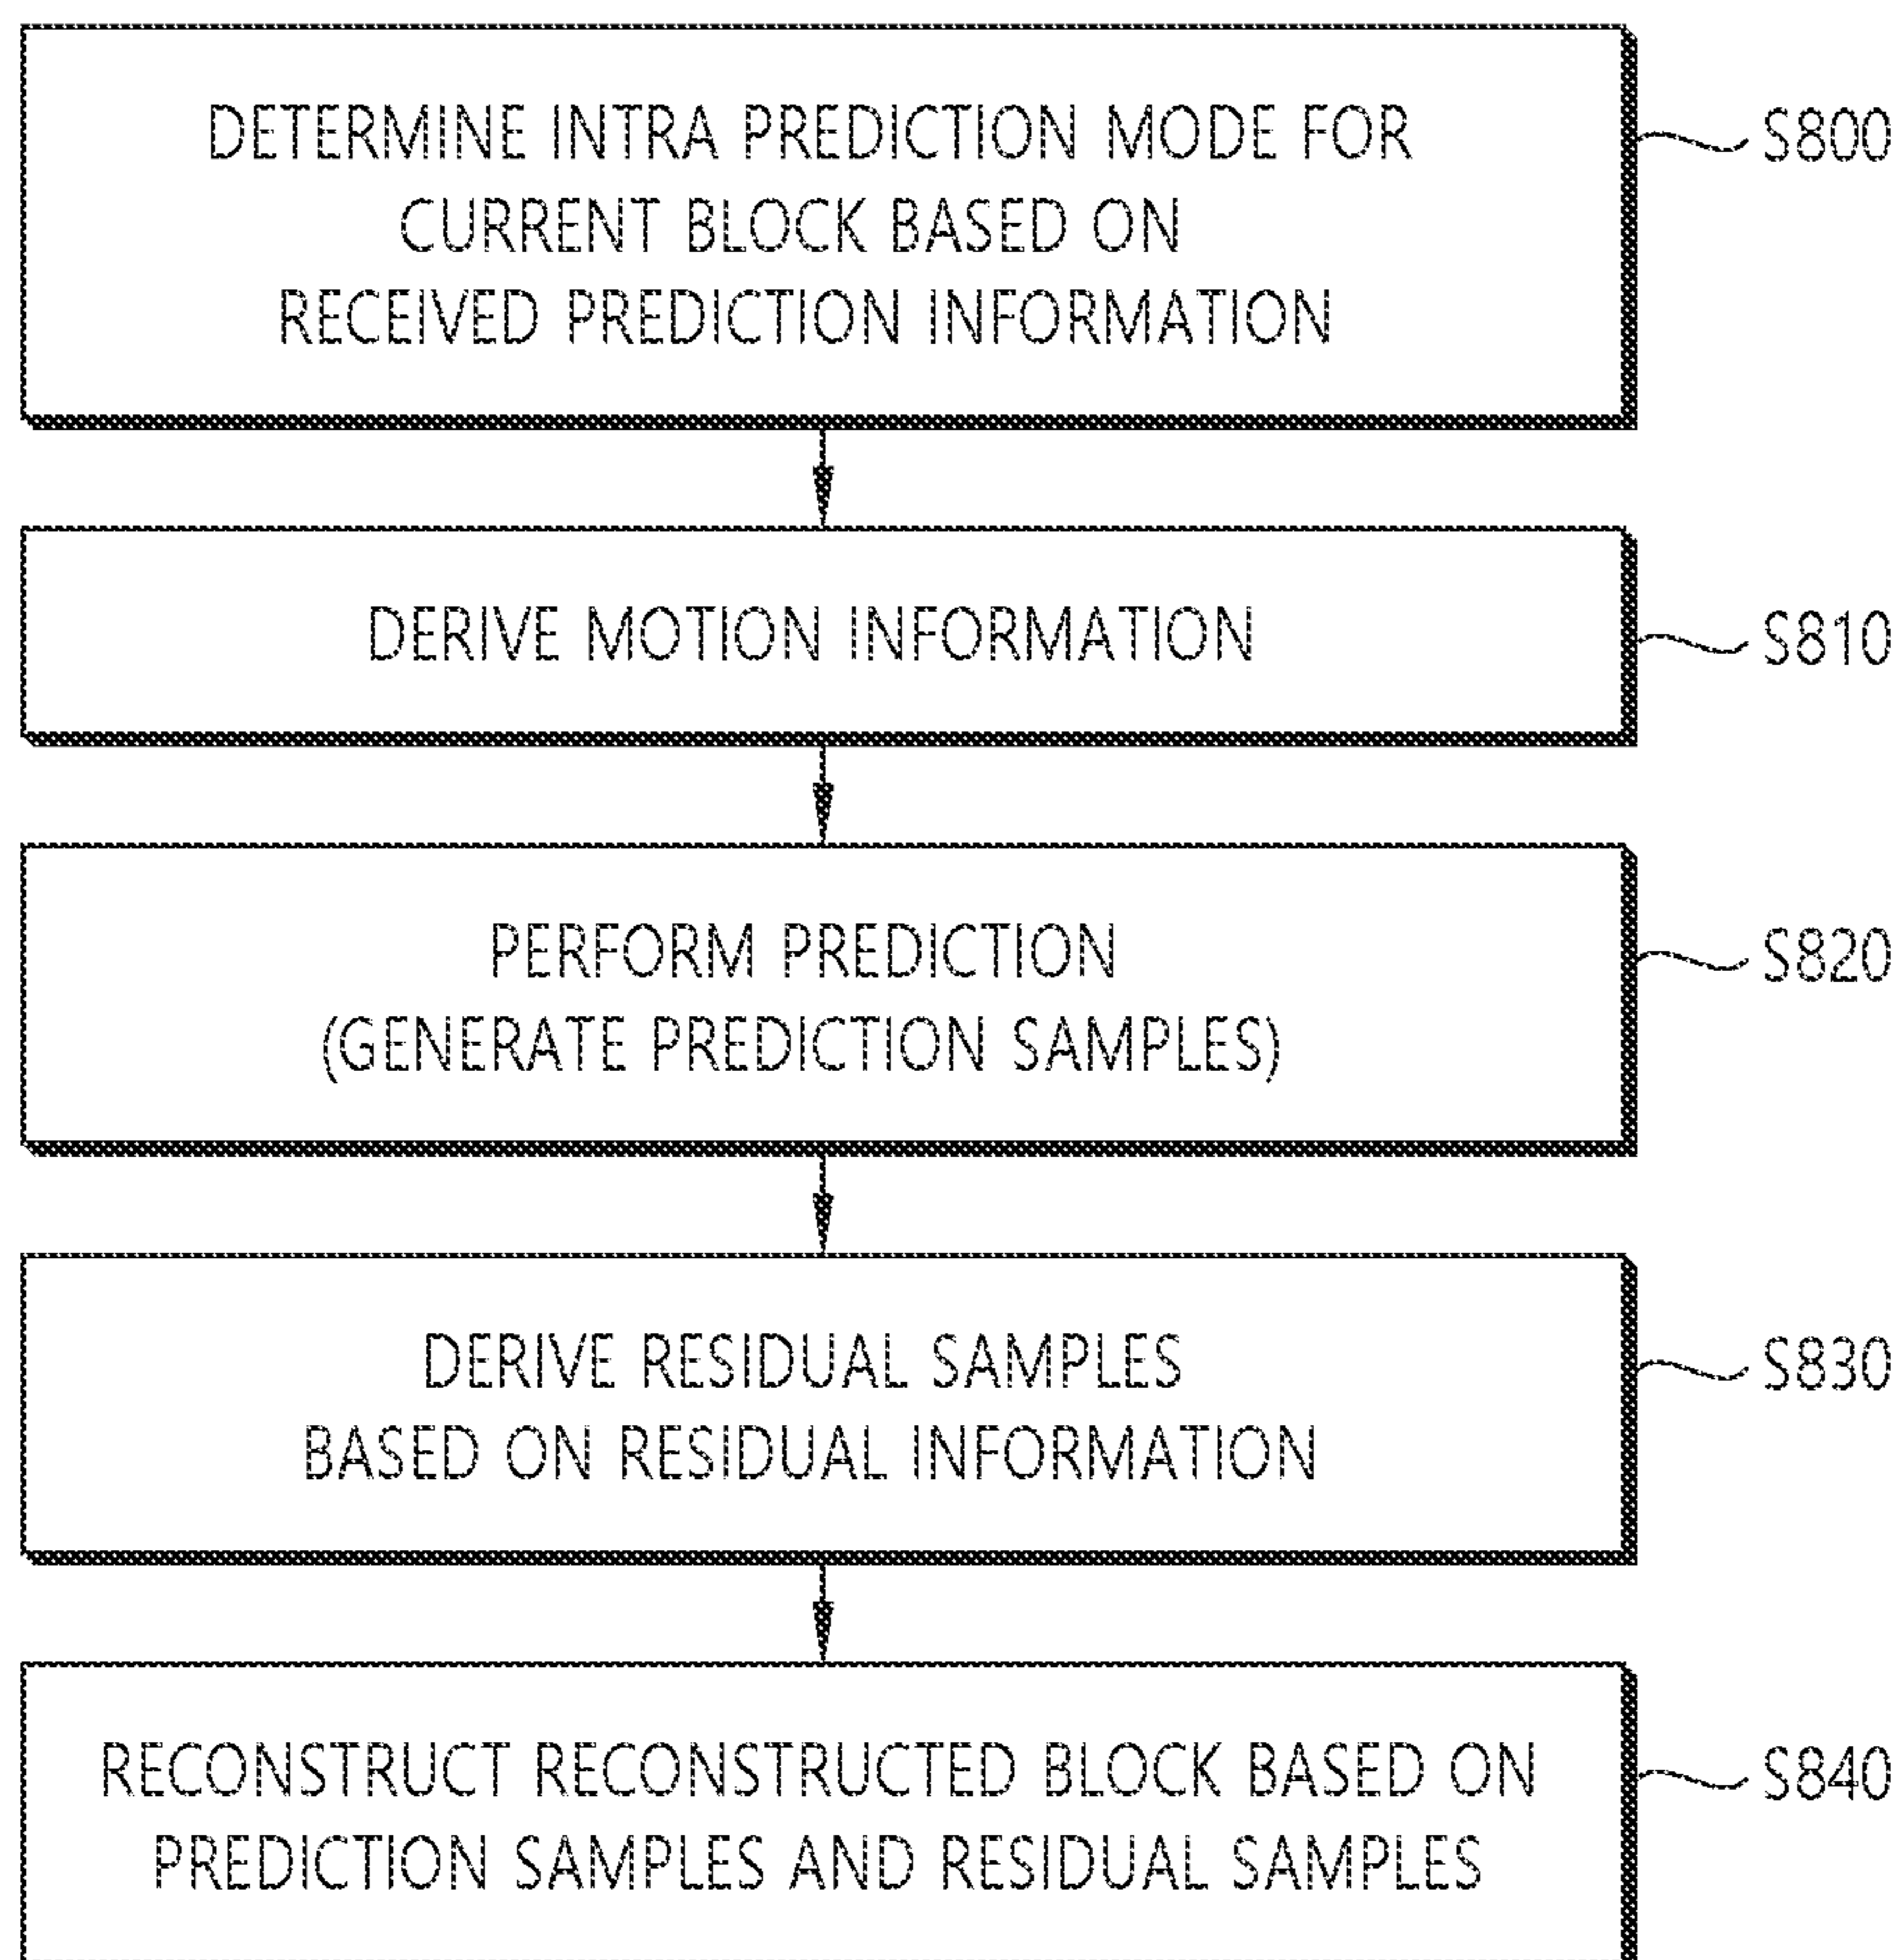 DETERMINE INTRA PREDICTION MODE FOR
CURRENT BLOCK BASED ON
RECEIVED PREDICTION INFORMATION
S800
DERIVE MOTION INFORMATION
S810
PERFORM PREDICTION
(GENERATE PREDICTION SAMPLES)
S820
DERIVE RESIDUAL SAMPLES
BASED ON RESIDUAL INFORMATION
S830
RECONSTRUCT RECONSTRUCTED BLOCK BASED ON
PREDICTION SAMPLES AND RESIDUAL SAMPLES
S840